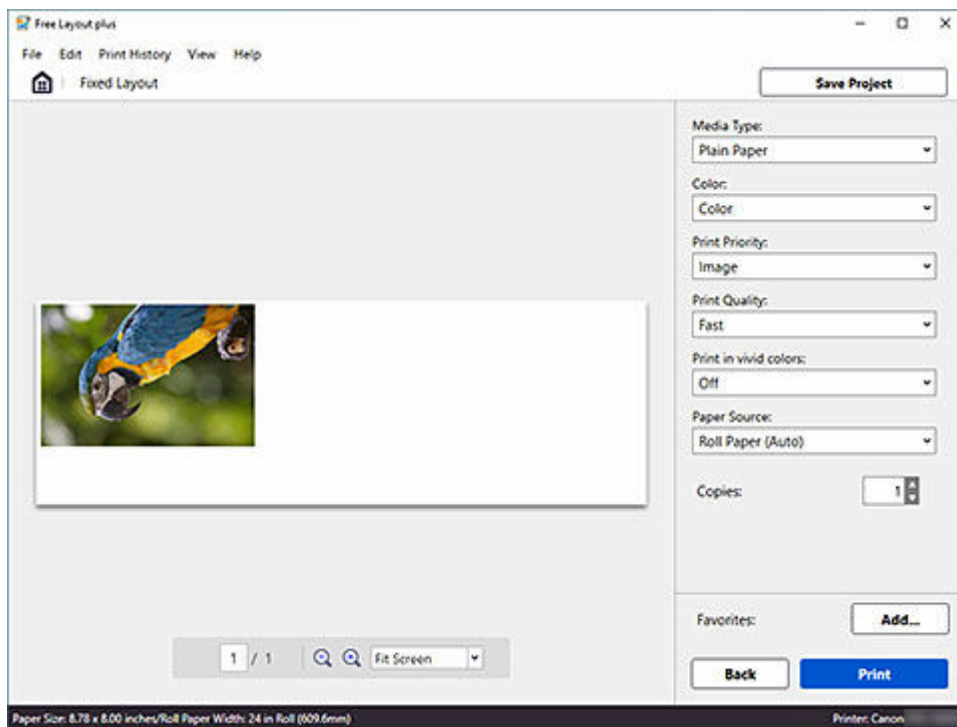 Free Layout plus
File Edit Print History View Help
Fixed Layout
Save Project
Media Type:
Plain Paper
Color:
Color
Print Priority:
Image
Print Quality:
Fast
Print in vivid colors:
Off
Paper Source:
Roll Paper (Auto)
Copies: 1
Favorites: Add...
1 / 1 Fit Screen
Back Print
Paper Size: 8.78 x 8.00 inches/Roll Paper Width: 24 in Roll (609.6mm) Printer: Canon